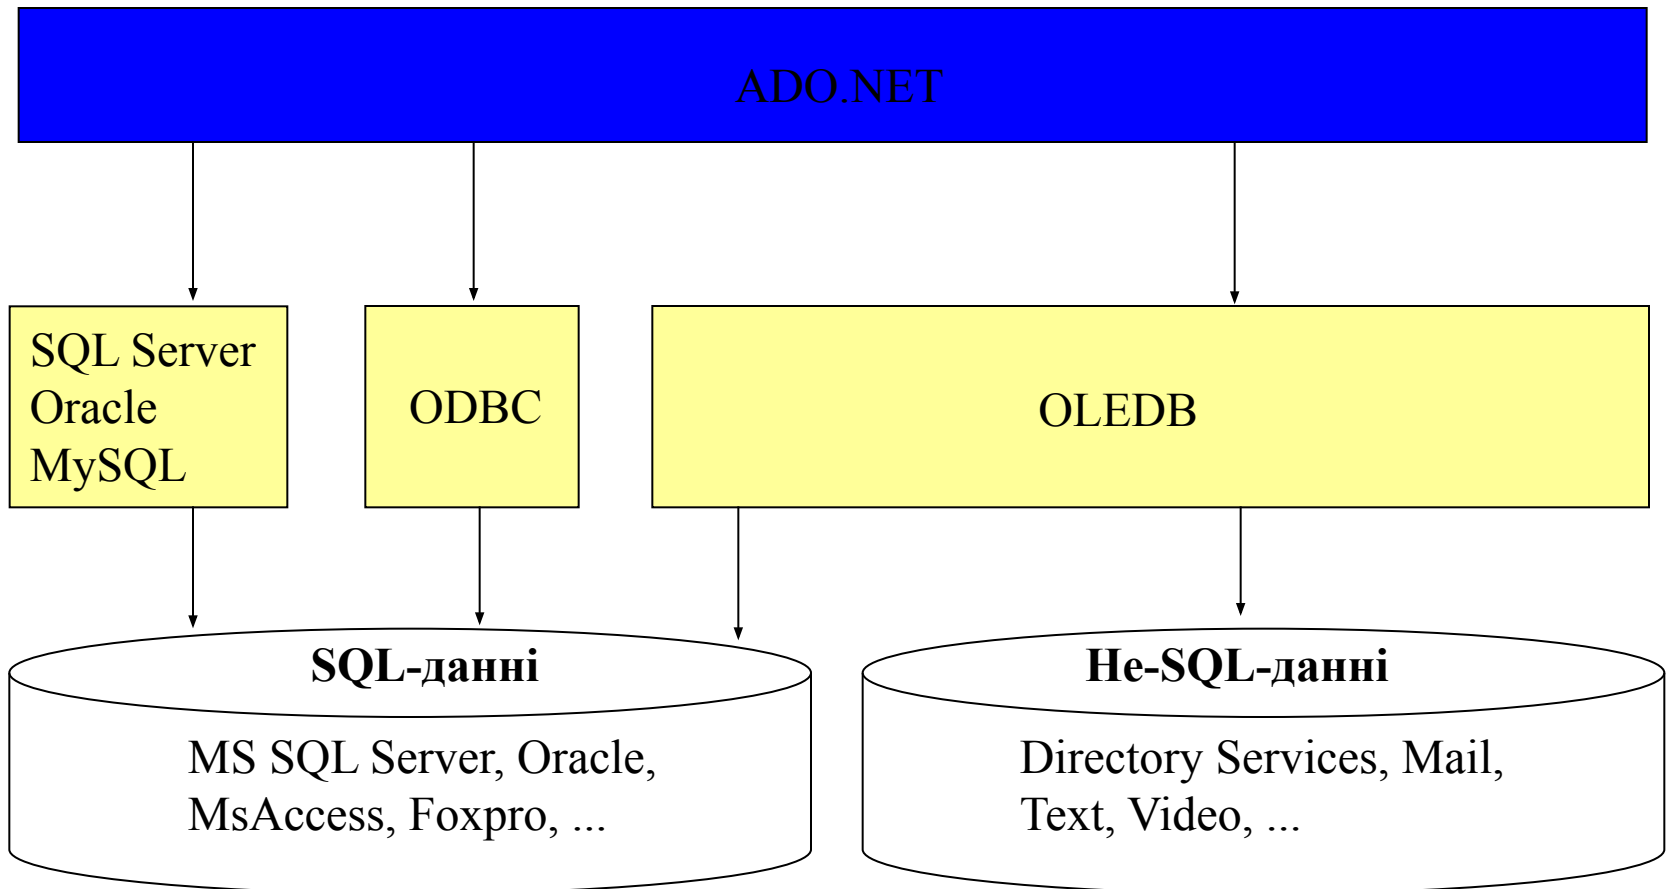 ADO.NET
SQL Server
Oracle
MySQL
ODBC
OLEDB
SQL-данні
Не-SQL-данні
MS SQL Server, Oracle,
MsAccess, Foxpro, ...
Directory Services, Mail,
Text, Video, ...